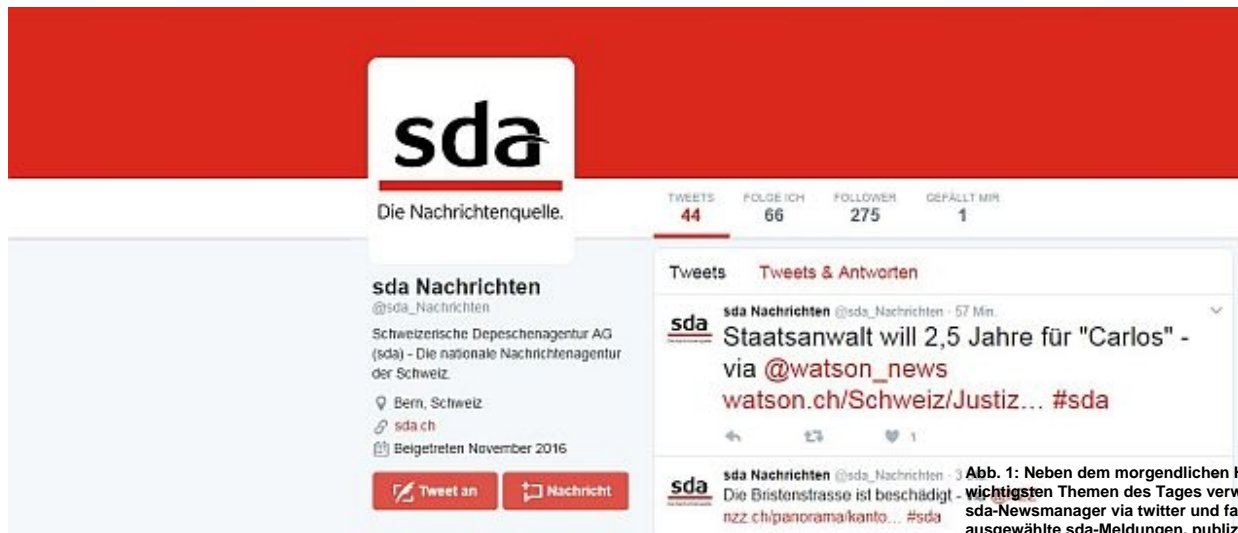 sda
Die Nachrichtenquelle.
TWEETS FOLGE ICH FOLLOWER GEFÄLLT MIR
44 66 275 1
sda Nachrichten
@sda_Nachrichten
Schweizerische Depeschenagentur AG
(sda) - Die nationale Nachrichtenagentur
der Schweiz.
Bern, Schweiz
sda.ch
Beigetreten November 2016
Tweet an Nachricht
Tweets Tweets & Antworten
sda
sda Nachrichten @sda_Nachrichten · 57 Min.
Staatsanwalt will 2,5 Jahre für "Carlos" -
via @watson_news
watson.ch/Schweiz/Justiz… #sda
1
sda
sda Nachrichten @sda_Nachrichten · 3
Die Bristenstrasse ist beschädigt -
nzz.ch/panorama/kanto… #sda
Abb. 1: Neben dem morgendlichen
wichtigsten Themen des Tages
sda-Newsmanager via twitter und
ausgewählte sda-Meldungen,